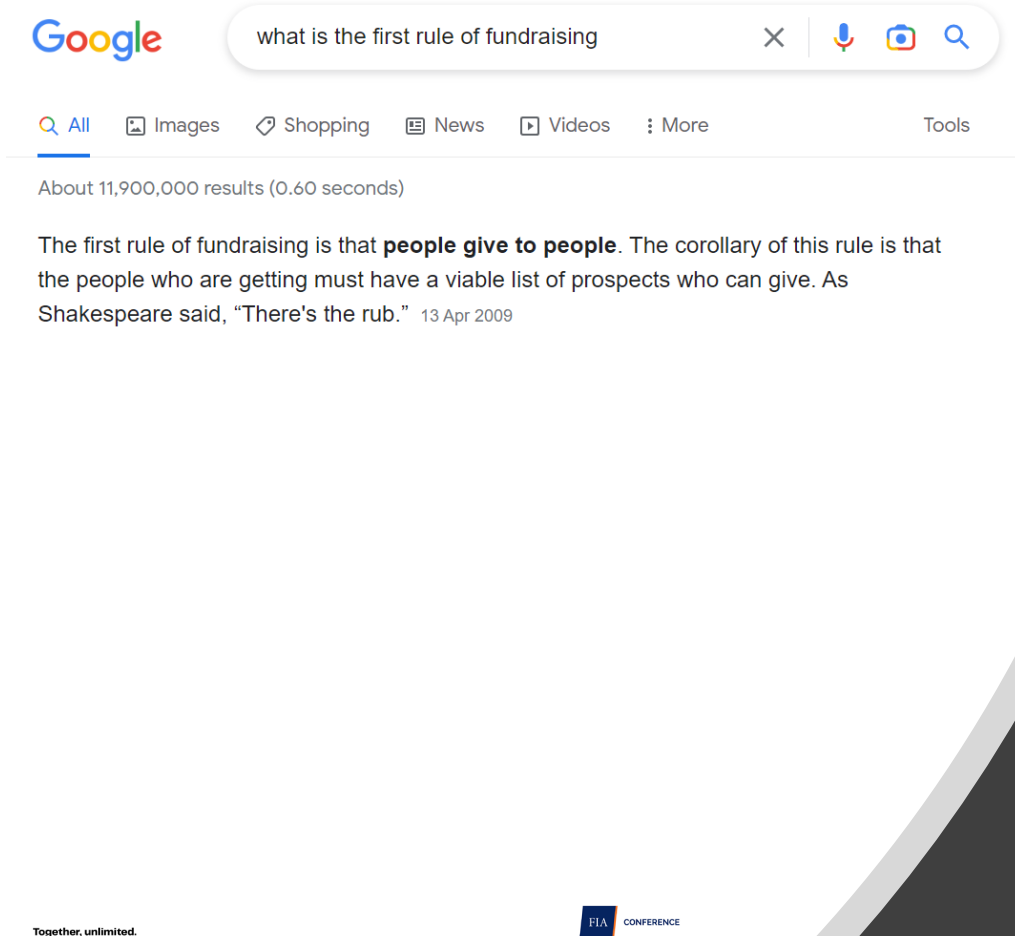 Google
what is the first rule of fundraising
All Images Shopping News Videos More Tools
About 11,900,000 results (0.60 seconds)
The first rule of fundraising is that people give to people. The corollary of this rule is that
the people who are getting must have a viable list of prospects who can give. As
Shakespeare said, “There's the rub.” 13 Apr 2009
Together, unlimited.
FIA CONFERENCE